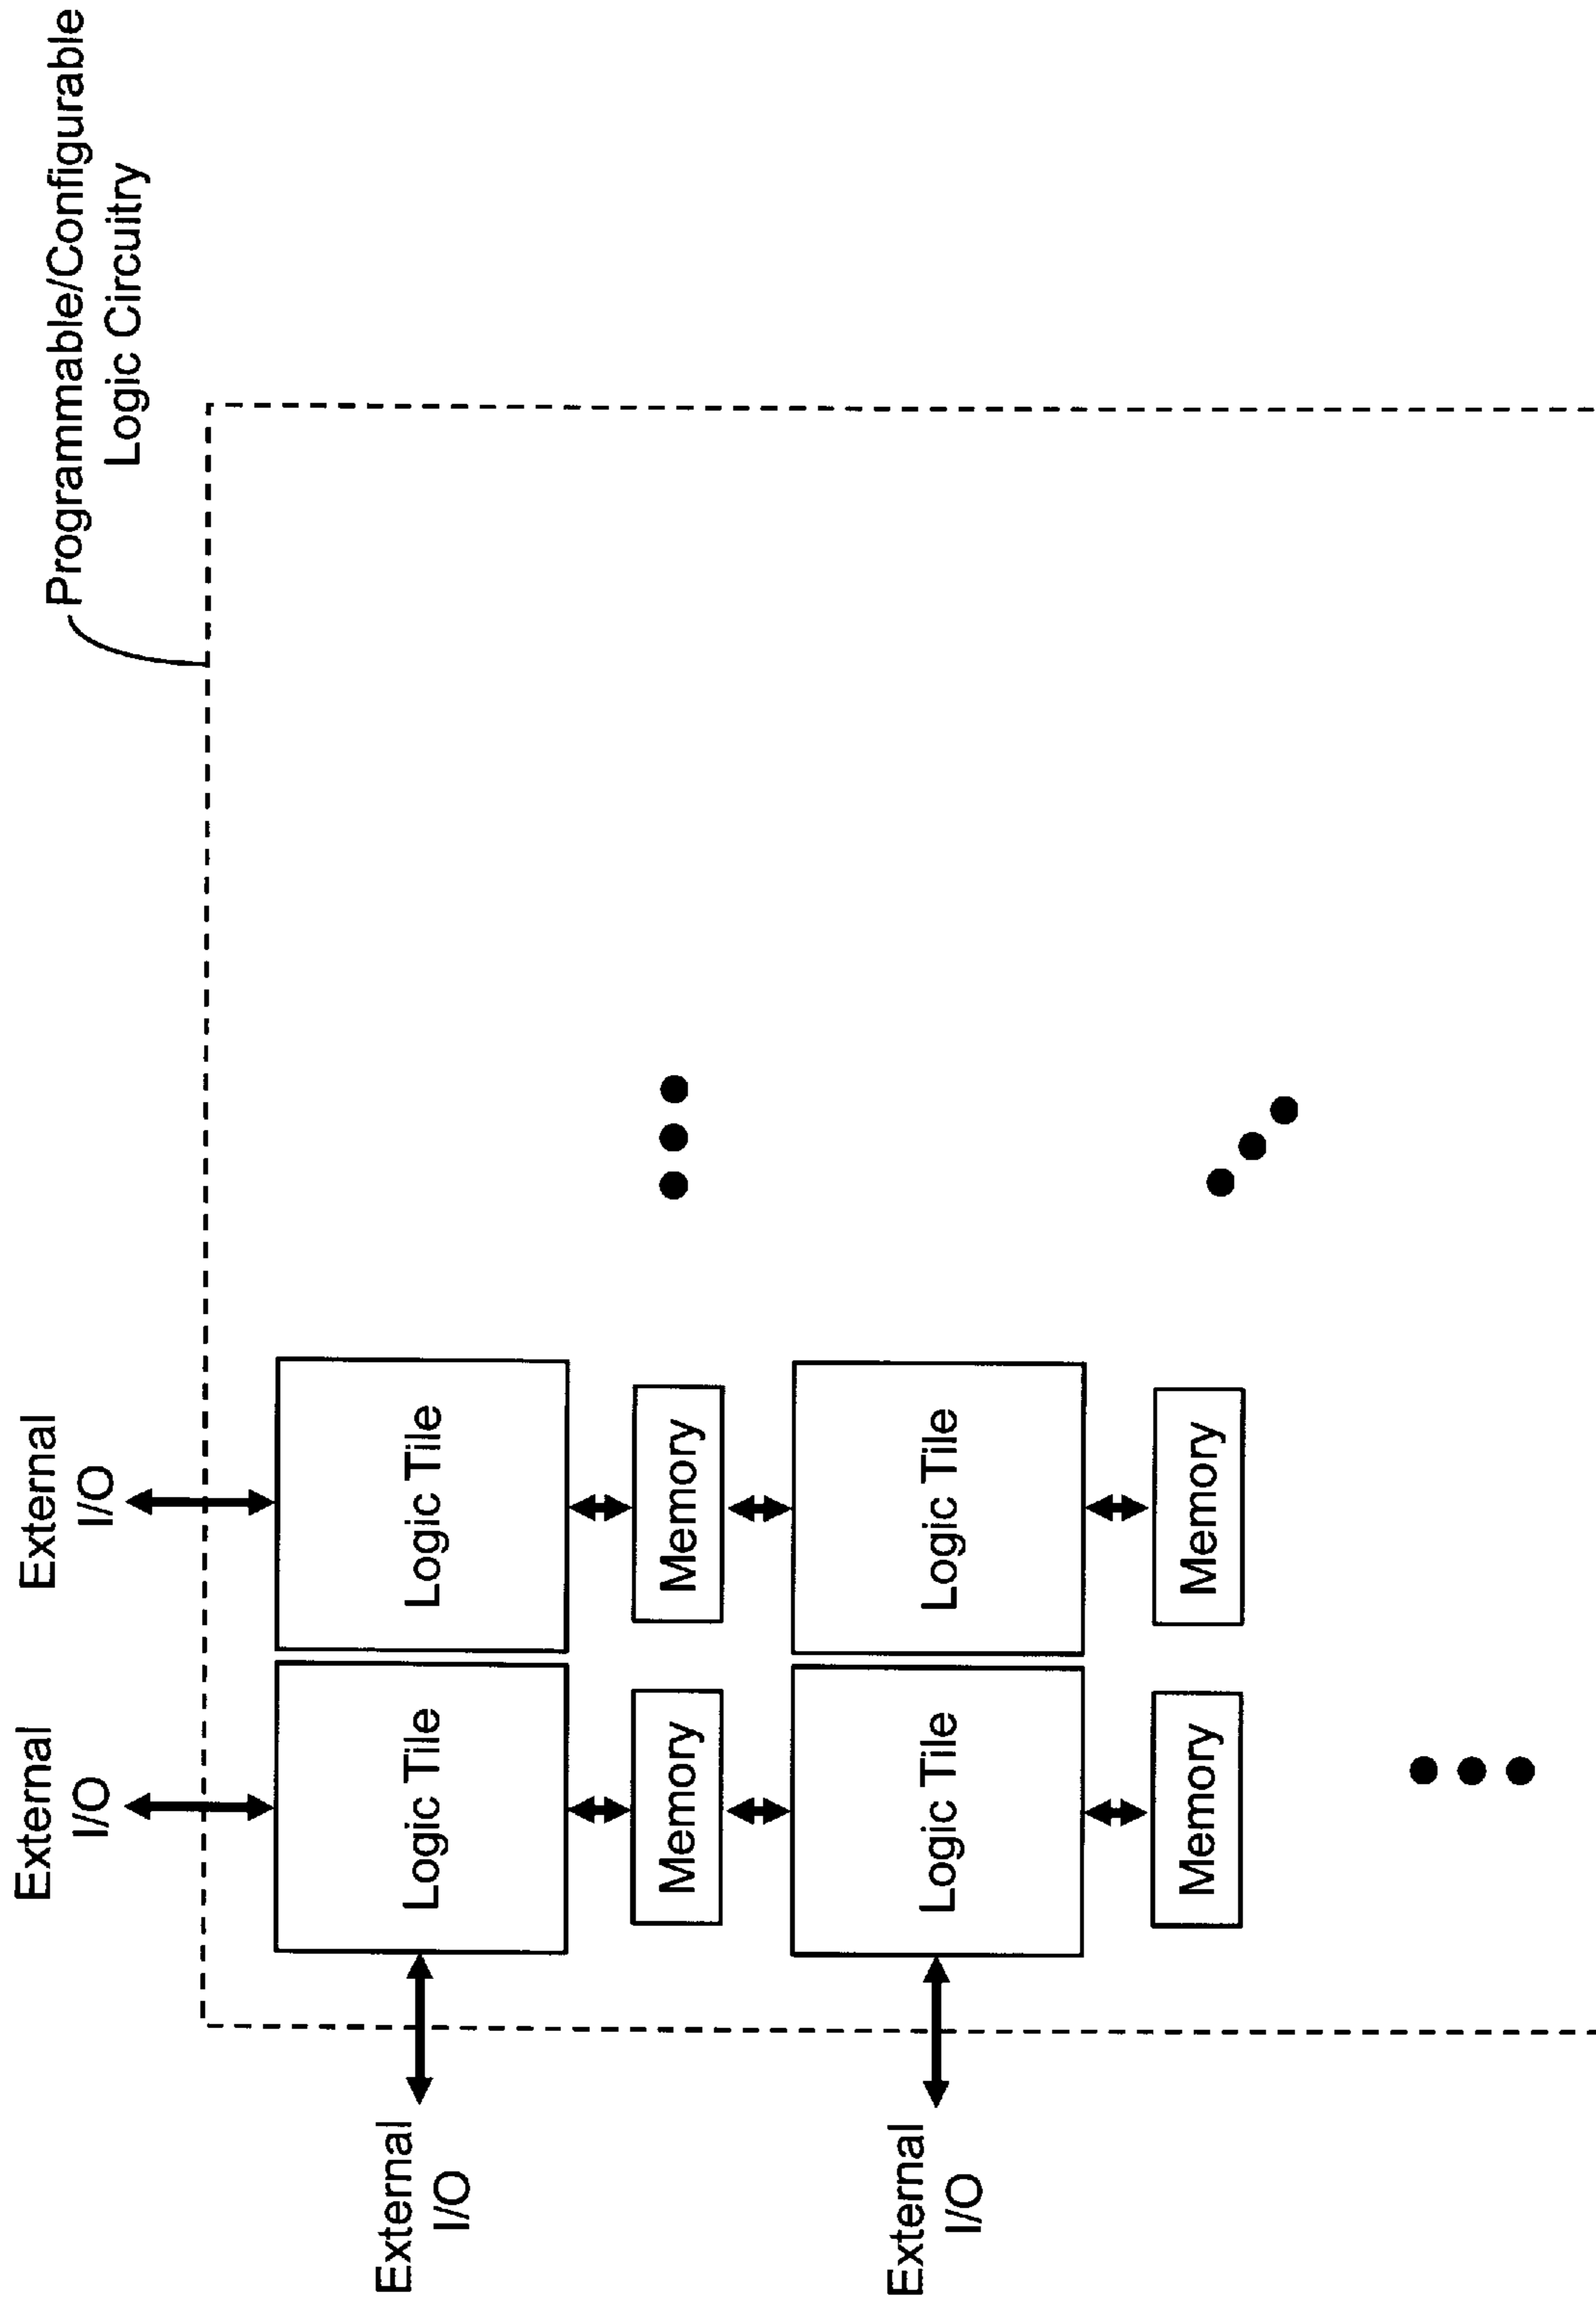 Programmable/Configurable
Logic Circuitry
External
I/O
External
I/O
External
I/O
Logic Tile
Logic Tile
Memory
Memory
External
I/O
Logic Tile
Logic Tile
Memory
Memory